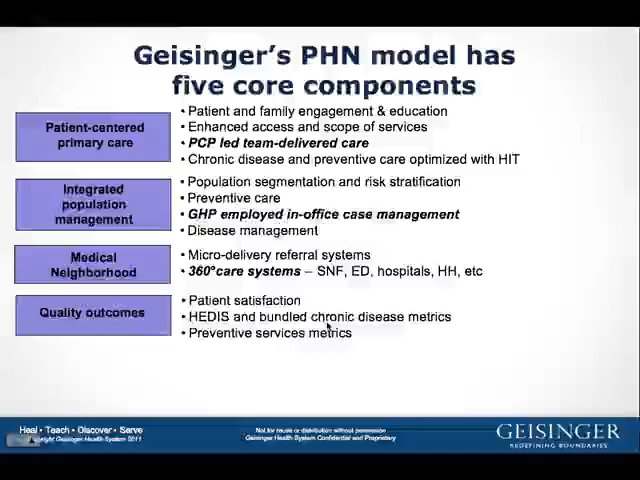 Geisinger's PHN model has
five core components
Patient-centered
primary care
• Patient and family engagement & education
• Enhanced access and scope of services
• PCP led team-delivered care
• Chronic disease and preventive care optimized with HIT
Integrated
population
management
• Population segmentation and risk stratification
• Preventive care
• GHP employed in-office case management
• Disease management
Medical
Neighborhood
• Micro-delivery referral systems
• 360°care systems – SNF, ED, hospitals, HH, etc
Quality outcomes
• Patient satisfaction
• HEDIS and bundled chronic disease metrics
• Preventive services metrics
Heal • Teach • Discover • Serve
Copyright Geisinger Health System 2011
Not for reuse or distribution without permission
Geisinger Health System Confidential and Proprietary
GEISINGER
REDEFINING BOUNDARIES